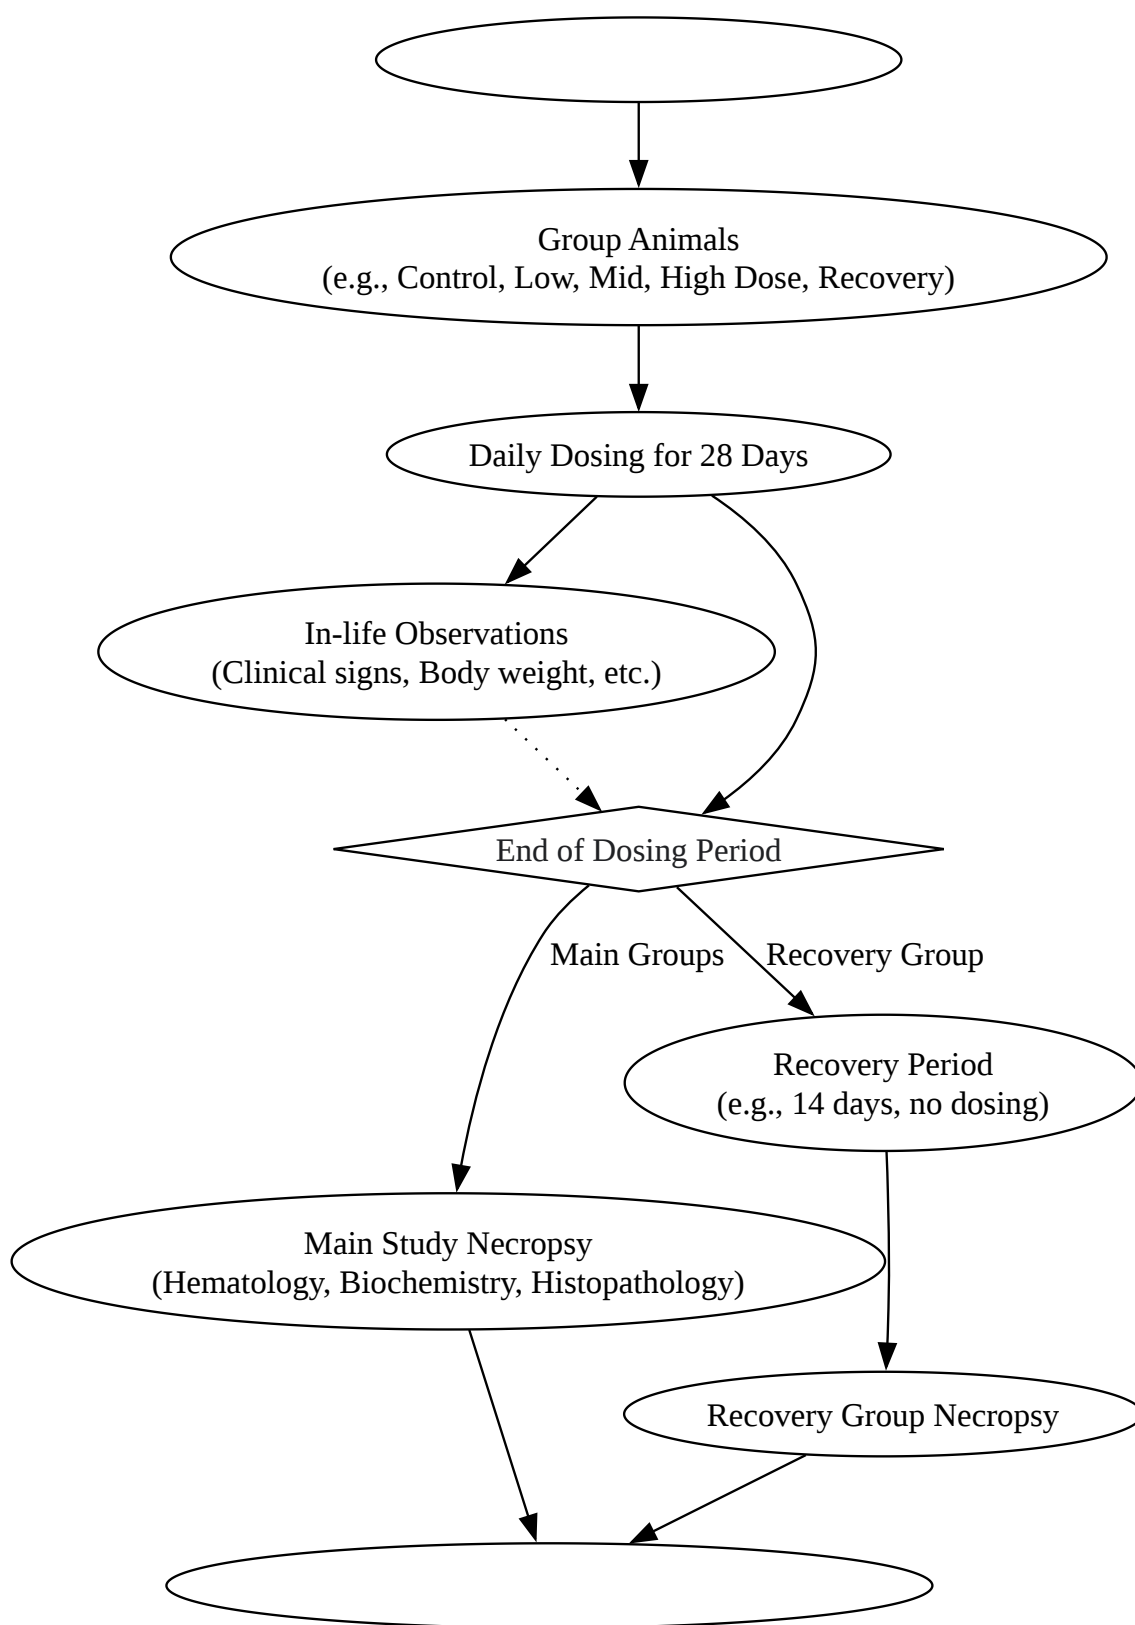 Group Animals
(e.g., Control, Low, Mid, High Dose, Recovery)
Daily Dosing for 28 Days
In-life Observations
(Clinical signs, Body weight, etc.)
End of Dosing Period
Main Groups
Recovery Group
Recovery Period
(e.g., 14 days, no dosing)
Main Study Necropsy
(Hematology, Biochemistry, Histopathology)
Recovery Group Necropsy